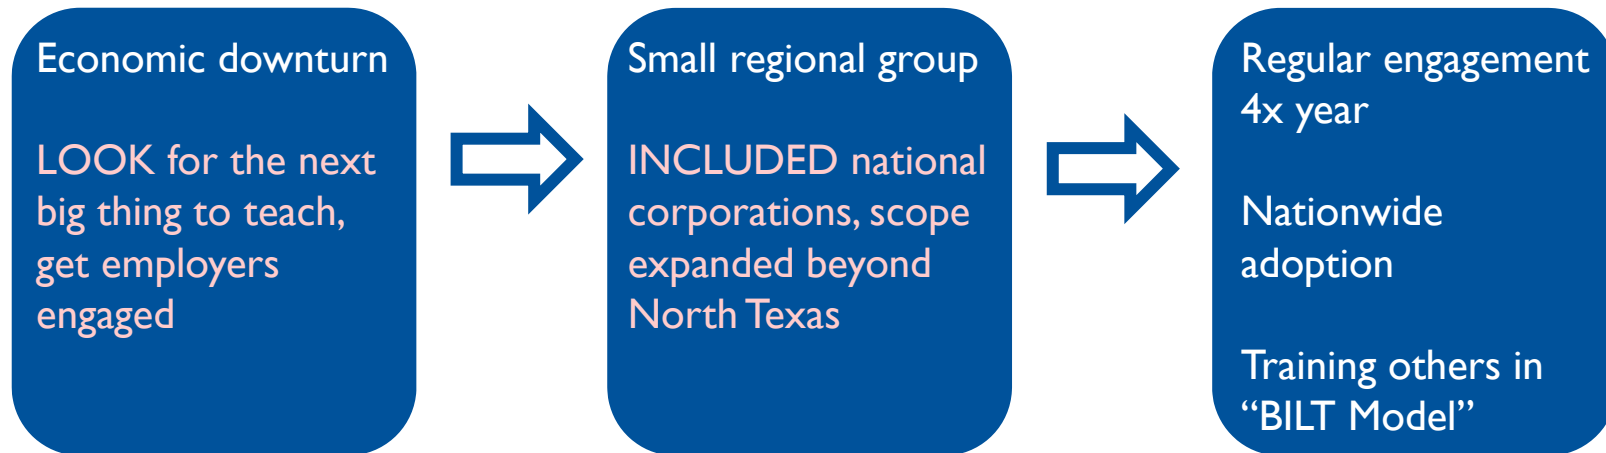 Economic downturn
LOOK for the next
big thing to teach,
get employers
engaged
Small regional group
INCLUDED national
corporations, scope
expanded beyond
North Texas
Regular engagement
4x year
Nationwide
adoption
Training others in
“BILT Model”